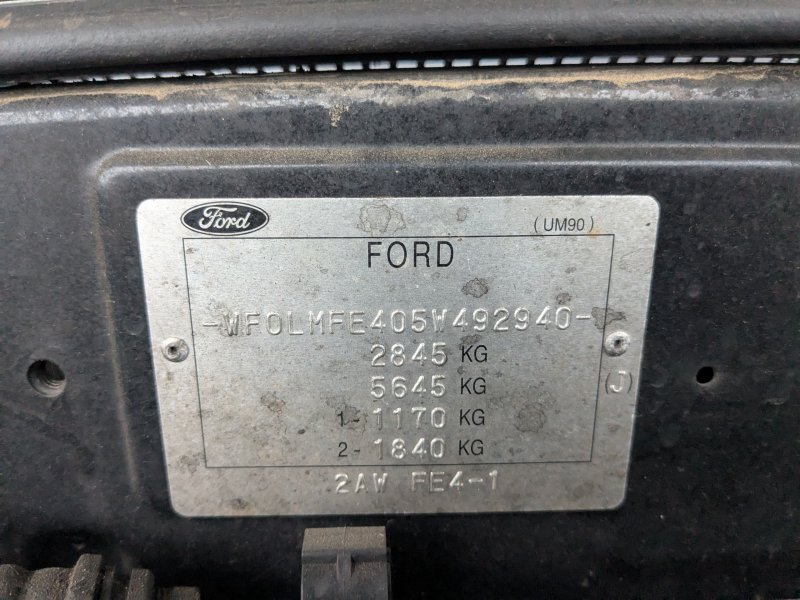 Ford
(UM90)
FORD
-WF0LMFE405W492940-
2845 KG
5645 KG
(J)
1- 1170 KG
2- 1840 KG
2AW FE4-1